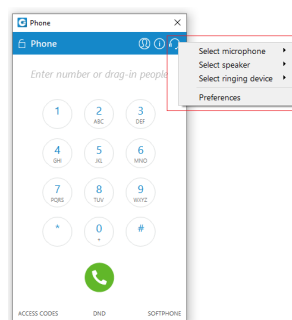 Phone
Phone
Select microphone
Select speaker
Select ringing device
Preferences
Enter number or drag-in people
1 2 3
ABC DEF
4 5 6
GHI JKL MNO
7 8 9
PQRS TUV WXYZ
* 0 #
+
ACCESS CODES DND SOFTPHONE